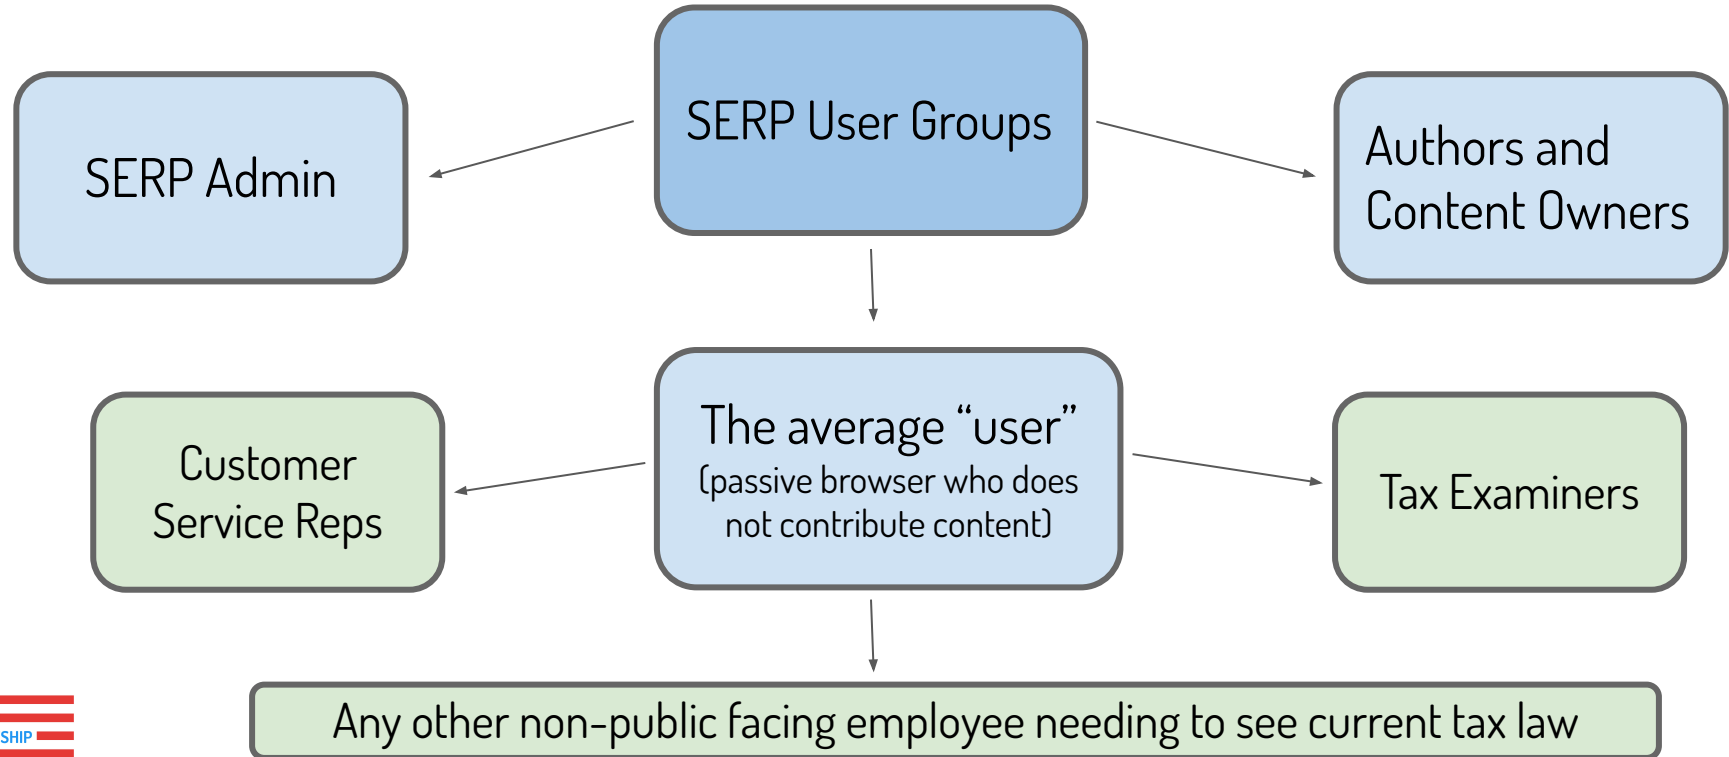 SERP User Groups
SERP Admin
Authors and
Content Owners
The average “user”
(passive browser who does
not contribute content)
Customer
Service Reps
Tax Examiners
Any other non-public facing employee needing to see current tax law
SHIP